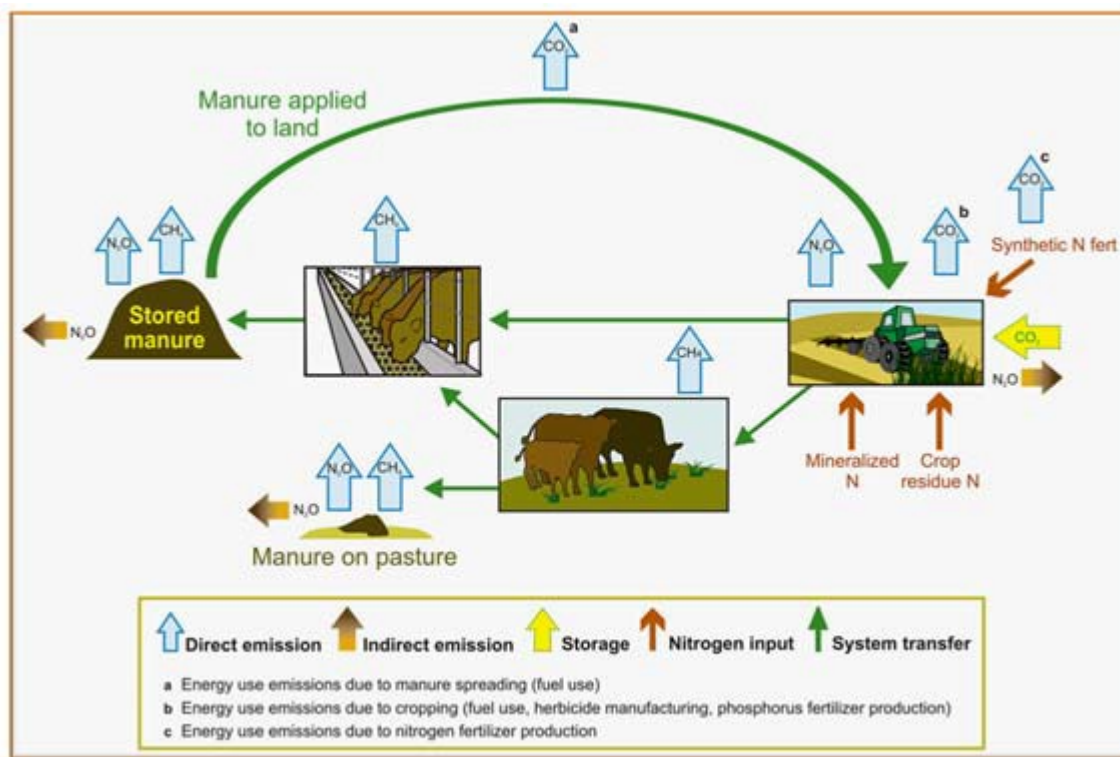 CO₂ a
Manure applied
to land
CO₂ c
CO₂ b
Synthetic N fert
N₂O
CH₄
CH₄
N₂O
Stored
manure
N₂O
CH₄
CO₂
N₂O
Mineralized
N
Crop
residue N
N₂O
CH₄
N₂O
Manure on pasture
Direct emission
Indirect emission
Storage
Nitrogen input
System transfer
a Energy use emissions due to manure spreading (fuel use)
b Energy use emissions due to cropping (fuel use, herbicide manufacturing, phosphorus fertilizer production)
c Energy use emissions due to nitrogen fertilizer production